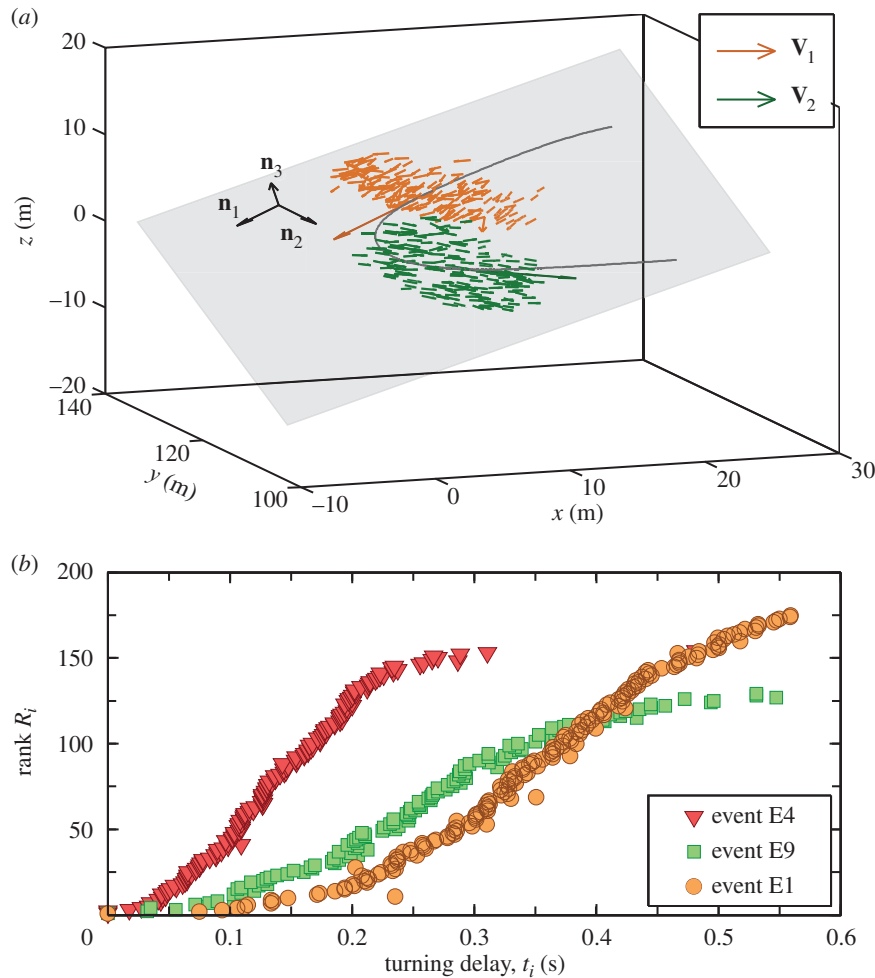 (a)
20
10
0
–10
–20
z (m)
140
120
100
y (m)
–10
0
10
20
30
x (m)
n1
n2
n3
V1
V2
(b)
200
150
100
50
0
0.1
0.2
0.3
0.4
0.5
0.6
rank Ri
turning delay, ti (s)
event E4
event E9
event E1